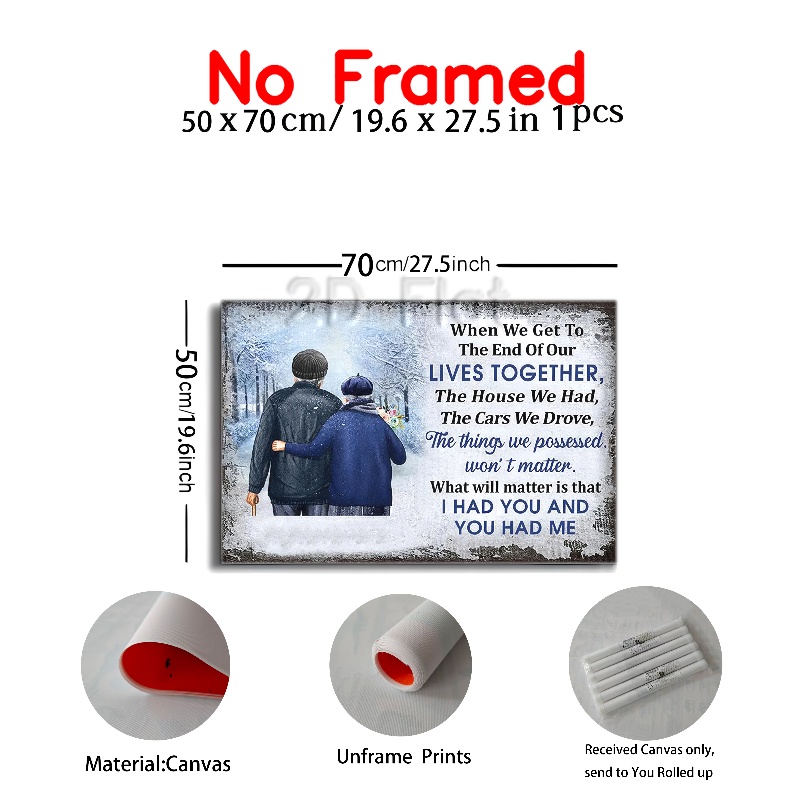 No Framed
50 x 70 cm/ 19.6 x 27.5 in 1pcs
70cm/27.5inch
2D Flat
50cm/19.6inch
When We Get To
The End Of Our
LIVES TOGETHER,
The House We Had,
The Cars We Drove,
The things we possessed,
won't matter.
What will matter is that
I HAD YOU AND
YOU HAD ME
Material:Canvas
Unframe Prints
Received Canvas only,
send to You Rolled up